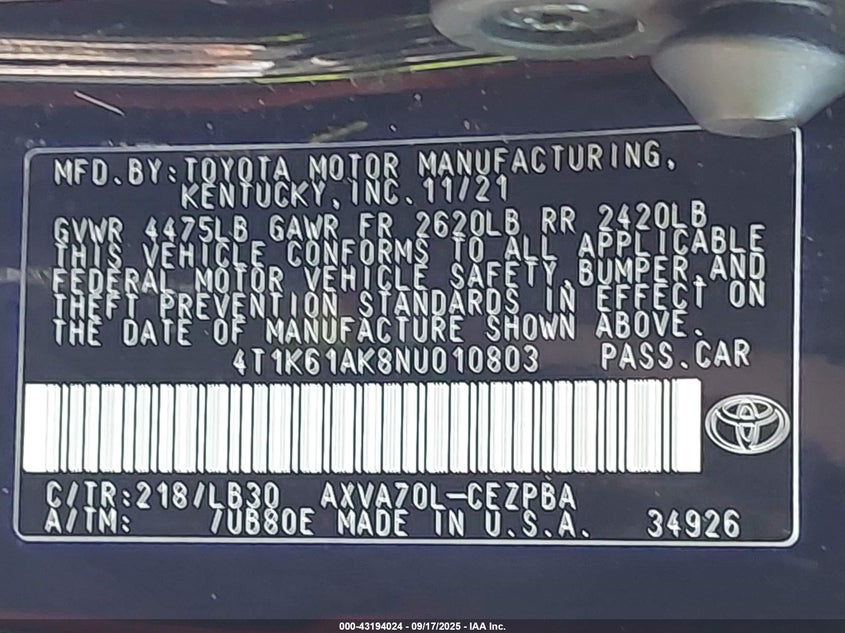 MFD.BY:TOYOTA MOTOR MANUFACTURING,
KENTUCKY,INC. 11/21
GVWR 4475LB GAWR FR 2620LB RR 2420LB
THIS VEHICLE CONFORMS TO ALL APPLICABLE
FEDERAL MOTOR VEHICLE SAFETY,BUMPER,AND
THEFT PREVENTION STANDARDS IN EFFECT ON
THE DATE OF MANUFACTURE SHOWN ABOVE.
4T1K61AK8NU010803 PASS.CAR
C/TR:218/LB30 AXVA70L-CEZPBA
A/TM: /UB80E MADE IN U.S.A. 34926
000-43194024 - 09/17/2025 - IAA Inc.